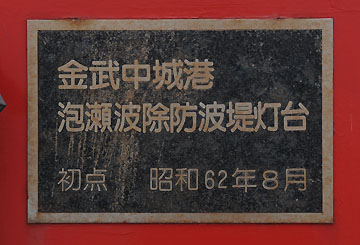 金武中城港
泡瀬波除防波堤灯台
初点 昭和62年8月